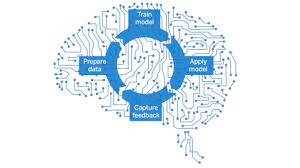 Train
model
Prepare
data
Apply
model
Capture
feedback